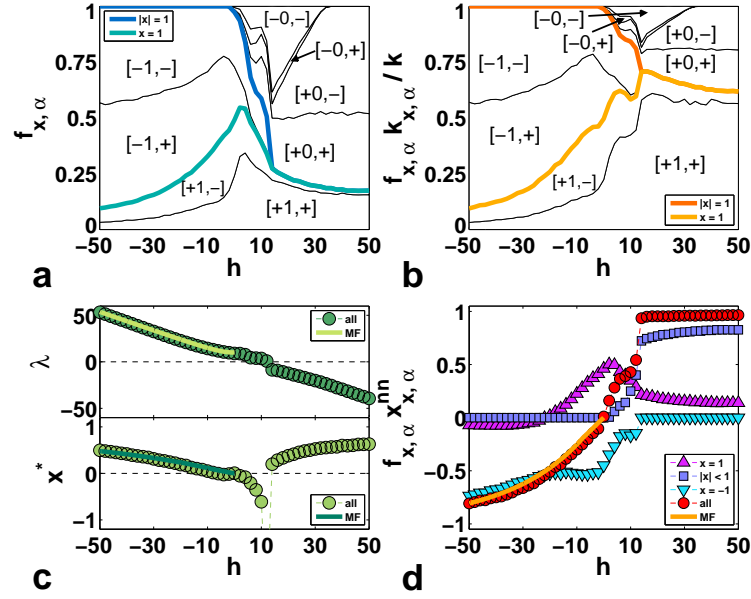 1
0.75
0.5
0.25
0
f x, α
|x| = 1
x = 1
[−0,−]
[−0,+]
[−1,−]
[+0,−]
[−1,+]
[+0,+]
[+1,−]
[+1,+]
−50 −30 −10 10 30 50
h
a
1
0.75
0.5
0.25
0
f x, α k x, α / k
[−0,−]
[−0,+]
[−1,−]
[+0,−]
[+0,+]
[−1,+]
[+1,−]
[+1,+]
|x| = 1
x = 1
−50 −30 −10 10 30 50
h
b
50
0
−50
λ
all
MF
1
0
−1
x*
all
MF
−50 −30 −10 10 30 50
h
c
1
0.5
0
−0.5
−1
f x, α x nn x, α
x = 1
|x| < 1
x = −1
all
MF
−50 −30 −10 10 30 50
h
d